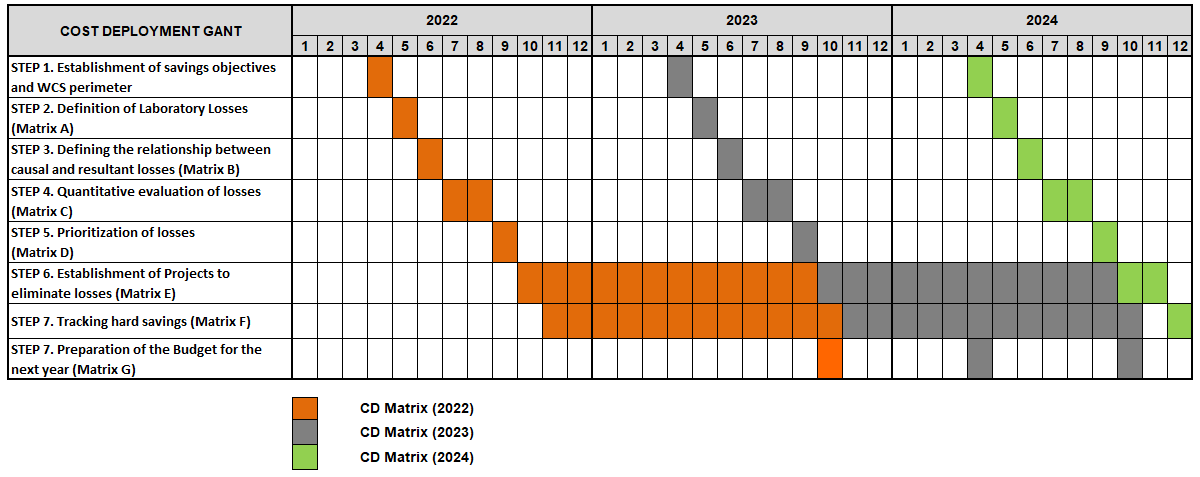 COST DEPLOYMENT GANT
2022 2023 2024
1 2 3 4 5 6 7 8 9 10 11 12 1 2 3 4 5 6 7 8 9 10 11 12 1 2 3 4 5 6 7 8 9 10 11 12
STEP 1. Establishment of savings objectives
and WCS perimeter
STEP 2. Definition of Laboratory Losses
(Matrix A)
STEP 3. Defining the relationship between
causal and resultant losses (Matrix B)
STEP 4. Quantitative evaluation of losses
(Matrix C)
STEP 5. Prioritization of losses
(Matrix D)
STEP 6. Establishment of Projects to
eliminate losses (Matrix E)
STEP 7. Tracking hard savings (Matrix F)
STEP 7. Preparation of the Budget for the
next year (Matrix G)
CD Matrix (2022)
CD Matrix (2023)
CD Matrix (2024)